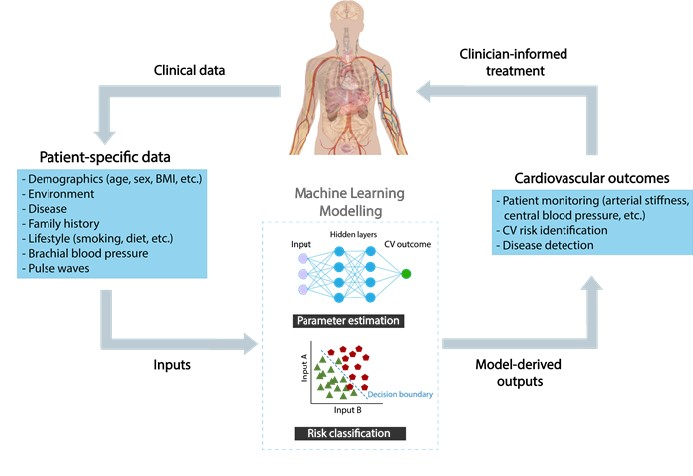 Clinical data
Clinician-informed
treatment
Patient-specific data
- Demographics (age, sex, BMI, etc.)
- Environment
- Disease
- Family history
- Lifestyle (smoking, diet, etc.)
- Brachial blood pressure
- Pulse waves
Machine Learning
Modelling
Hidden layers
Input
CV outcome
Parameter estimation
Input A
Decision boundary
Input B
Risk classification
Cardiovascular outcomes
- Patient monitoring (arterial stiffness,
central blood pressure, etc.)
- CV risk identification
- Disease detection
Inputs
Model-derived
outputs